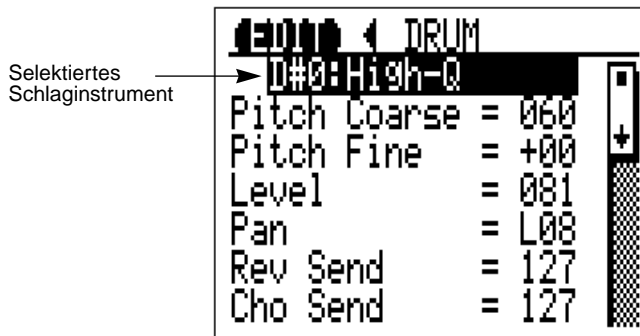 EDIT ◀ DRUM
Selektiertes
Schlaginstrument
D#0:High-Q
Pitch Coarse = 060
Pitch Fine = +00
Level = 081
Pan = L08
Rev Send = 127
Cho Send = 127